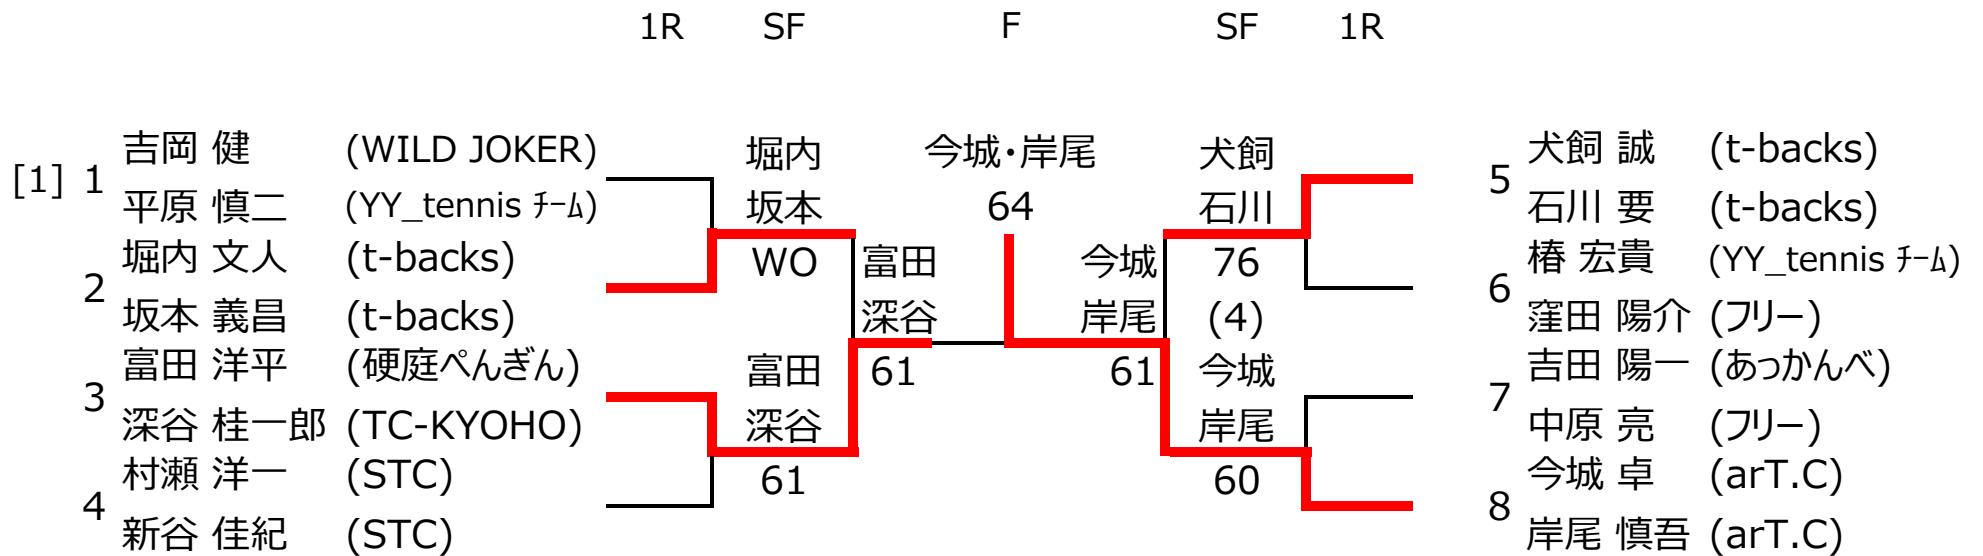 1R SF F SF 1R
[1] 1 吉岡 健 (WILD JOKER)
平原 慎二 (YY_tennis ﾁｰﾑ)
2 堀内 文人 (t-backs)
坂本 義昌 (t-backs)
3 富田 洋平 (硬庭ぺんぎん)
深谷 桂一郎 (TC-KYOHO)
4 村瀬 洋一 (STC)
新谷 佳紀 (STC)
堀内
坂本
WO
富田
深谷
61
富田
深谷
61
今城・岸尾
64
今城
岸尾
61
犬飼
石川
76
(4)
今城
岸尾
60
5 犬飼 誠 (t-backs)
石川 要 (t-backs)
6 椿 宏貴 (YY_tennis ﾁｰﾑ)
窪田 陽介 (フリー)
7 吉田 陽一 (あっかんべ)
中原 亮 (フリー)
8 今城 卓 (arT.C)
岸尾 慎吾 (arT.C)